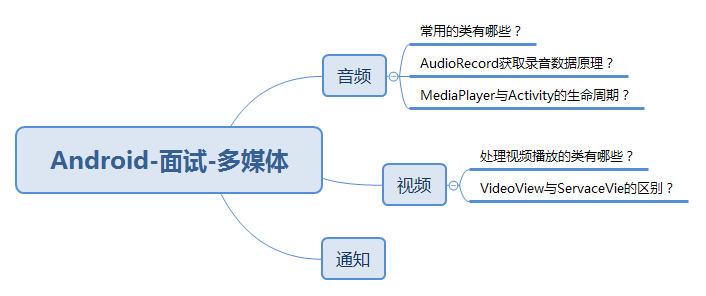 Android-面试-多媒体
音频
常用的类有哪些？
AudioRecord获取录音数据原理？
MediaPlayer与Activity的生命周期？
视频
处理视频播放的类有哪些？
VideoView与ServaceVie的区别？
通知